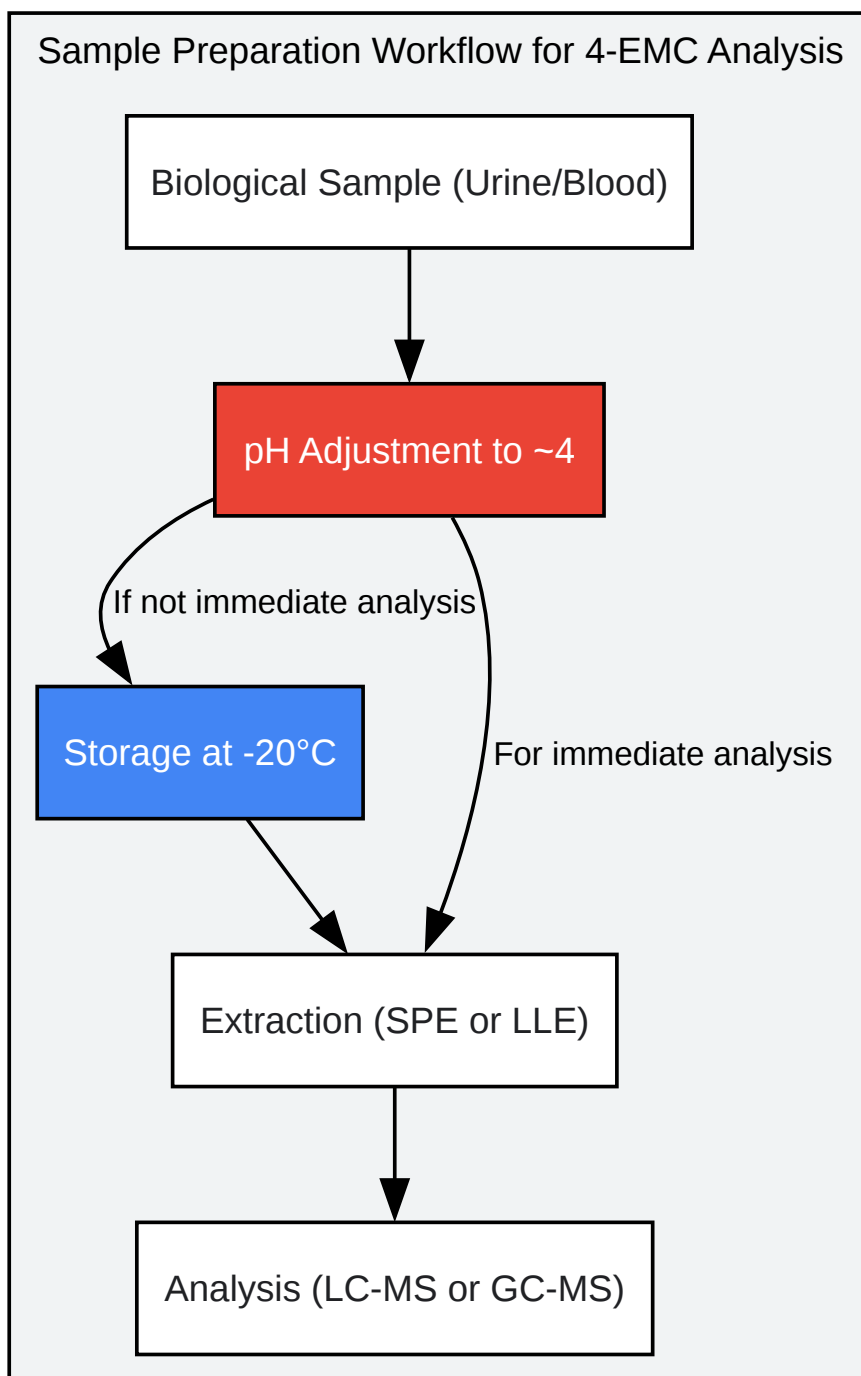 Sample Preparation Workflow for 4-EMC Analysis
Biological Sample (Urine/Blood)
pH Adjustment to ~4
If not immediate analysis
Storage at -20°C
For immediate analysis
Extraction (SPE or LLE)
Analysis (LC-MS or GC-MS)